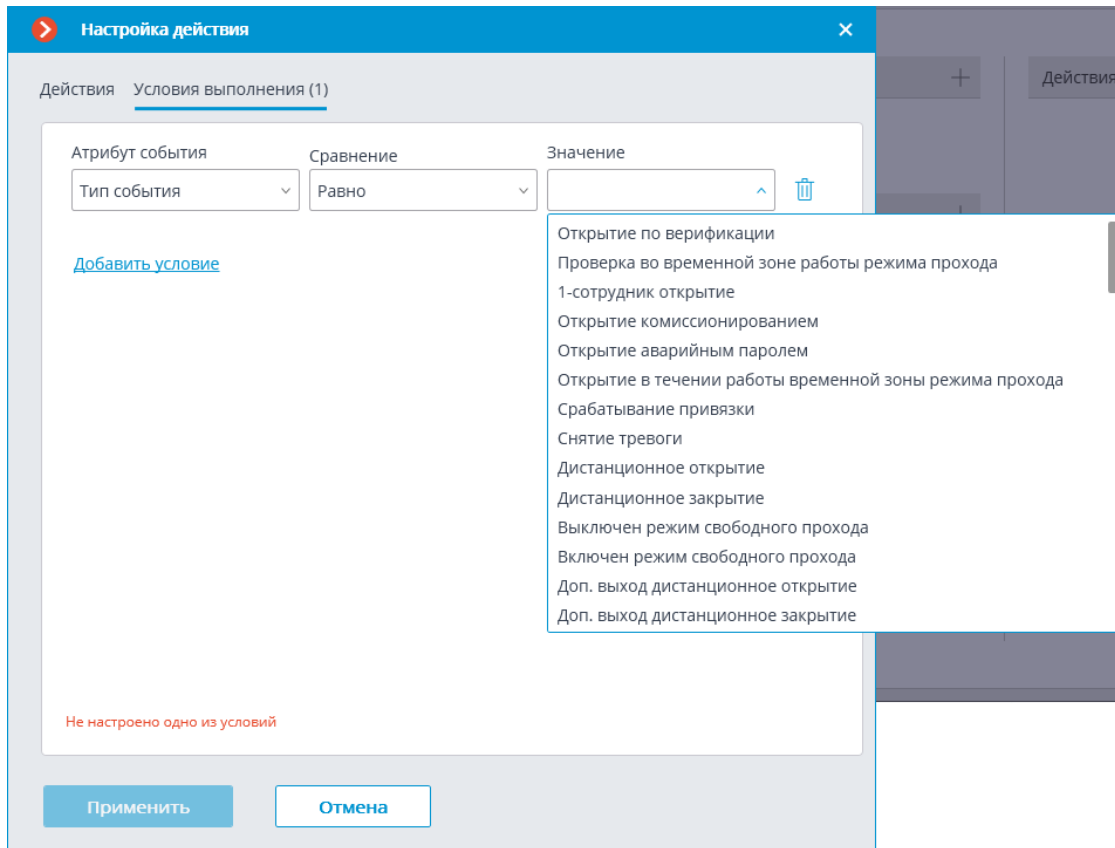 Настройка действия
Действия Условия выполнения (1)
Действия
Атрибут события Сравнение Значение
Тип события Равно
Добавить условие
Открытие по верификации
Проверка во временной зоне работы режима прохода
1-сотрудник открытие
Открытие комиссионированием
Открытие аварийным паролем
Открытие в течении работы временной зоны режима прохода
Срабатывание привязки
Снятие тревоги
Дистанционное открытие
Дистанционное закрытие
Выключен режим свободного прохода
Включен режим свободного прохода
Доп. выход дистанционное открытие
Доп. выход дистанционное закрытие
Не настроено одно из условий
Применить Отмена